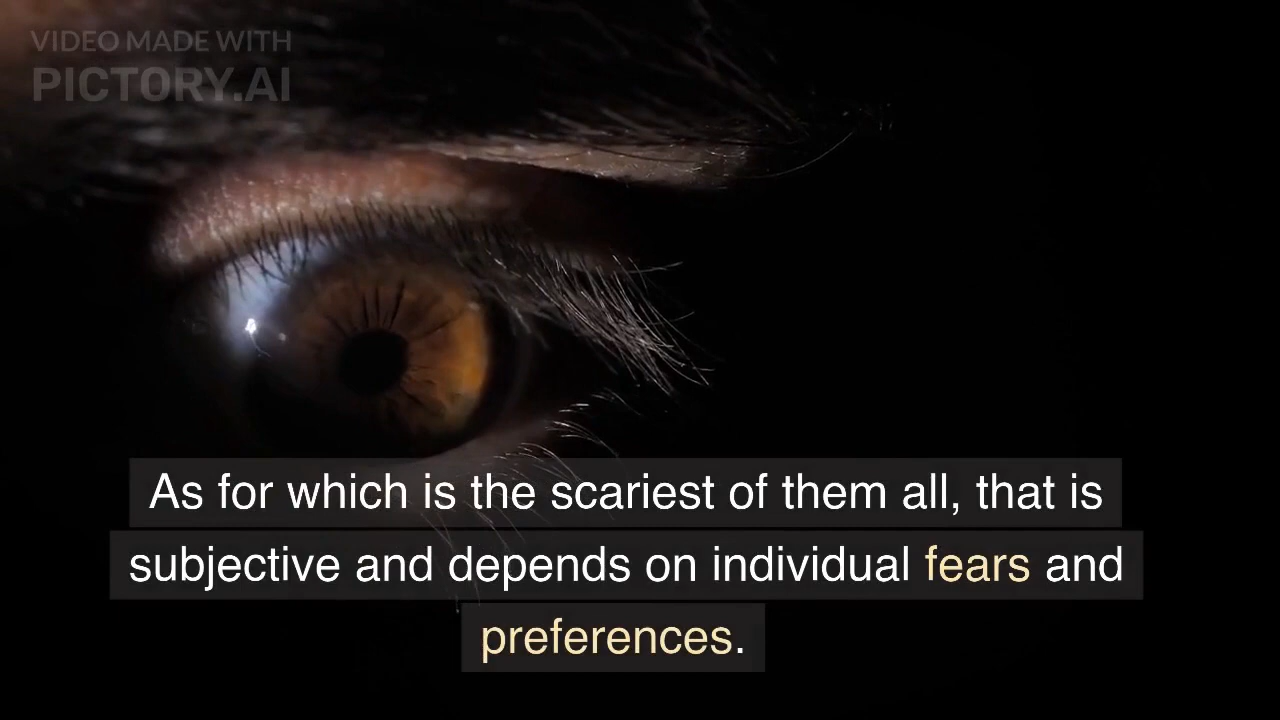 VIDEO MADE WITH
PICTORY.AI
As for which is the scariest of them all, that is
subjective and depends on individual fears and
preferences.